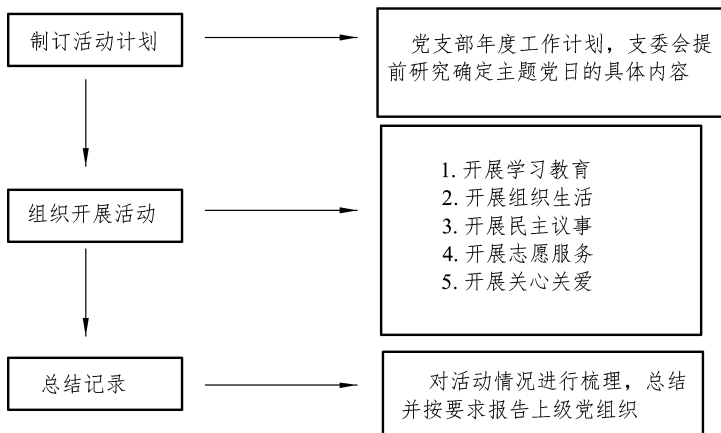 制订活动计划
党支部年度工作计划，支委会提
前研究确定主题党日的具体内容
组织开展活动
1. 开展学习教育
2. 开展组织生活
3. 开展民主议事
4. 开展志愿服务
5. 开展关心关爱
总结记录
对活动情况进行梳理，总结
并按要求报告上级党组织